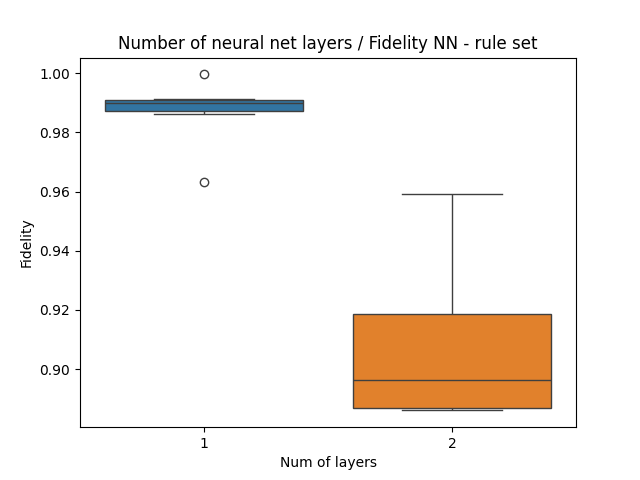 Number of neural net layers / Fidelity NN - rule set
1.00
0.98
0.96
0.94
0.92
0.90
Fidelity
1 2
Num of layers